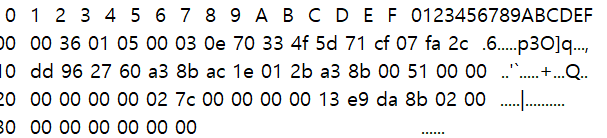 0 1 2 3 4 5 6 7 8 9 A B C D E F 0123456789ABCDEF
00 00 36 01 05 00 03 0e 70 33 4f 5d 71 cf 07 fa 2c .6.....p3O]q...,
10 dd 96 27 60 a3 8b ac 1e 01 2b a3 8b 00 51 00 00 ..'`.....+...Q..
20 00 00 00 00 02 7c 00 00 00 00 13 e9 da 8b 02 00 .....|..........
30 00 00 00 00 00 00 ......